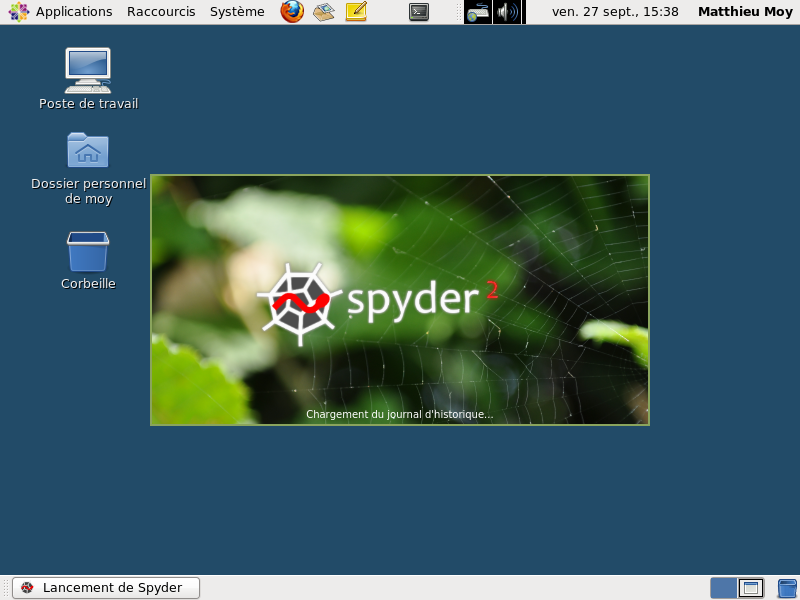 Applications Raccourcis Système ven. 27 sept., 15:38 Matthieu Moy
Poste de travail
Dossier personnel
de moy
Corbeille
spyder 2
Chargement du journal d'historique...
Lancement de Spyder